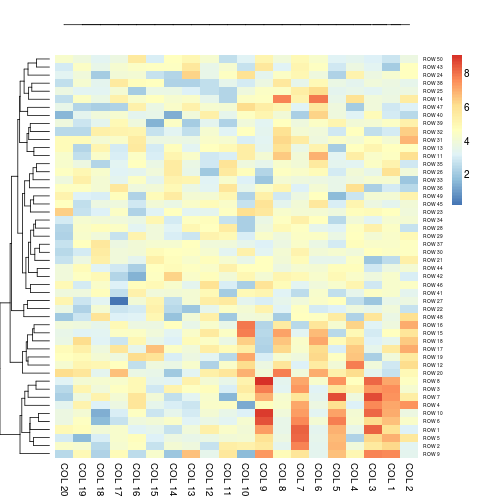 ROW 50
ROW 43
ROW 24
ROW 38
ROW 25
ROW 14
ROW 47
ROW 40
ROW 39
ROW 32
ROW 31
ROW 13
ROW 11
ROW 35
ROW 26
ROW 33
ROW 36
ROW 49
ROW 45
ROW 23
ROW 34
ROW 28
ROW 29
ROW 37
ROW 30
ROW 21
ROW 44
ROW 42
ROW 46
ROW 41
ROW 27
ROW 22
ROW 48
ROW 16
ROW 15
ROW 18
ROW 17
ROW 19
ROW 12
ROW 20
ROW 8
ROW 3
ROW 7
ROW 4
ROW 10
ROW 6
ROW 1
ROW 5
ROW 2
ROW 9
8
6
4
2
COL 20
COL 19
COL 18
COL 17
COL 16
COL 15
COL 14
COL 13
COL 12
COL 11
COL 10
COL 9
COL 8
COL 7
COL 6
COL 5
COL 4
COL 3
COL 1
COL 2